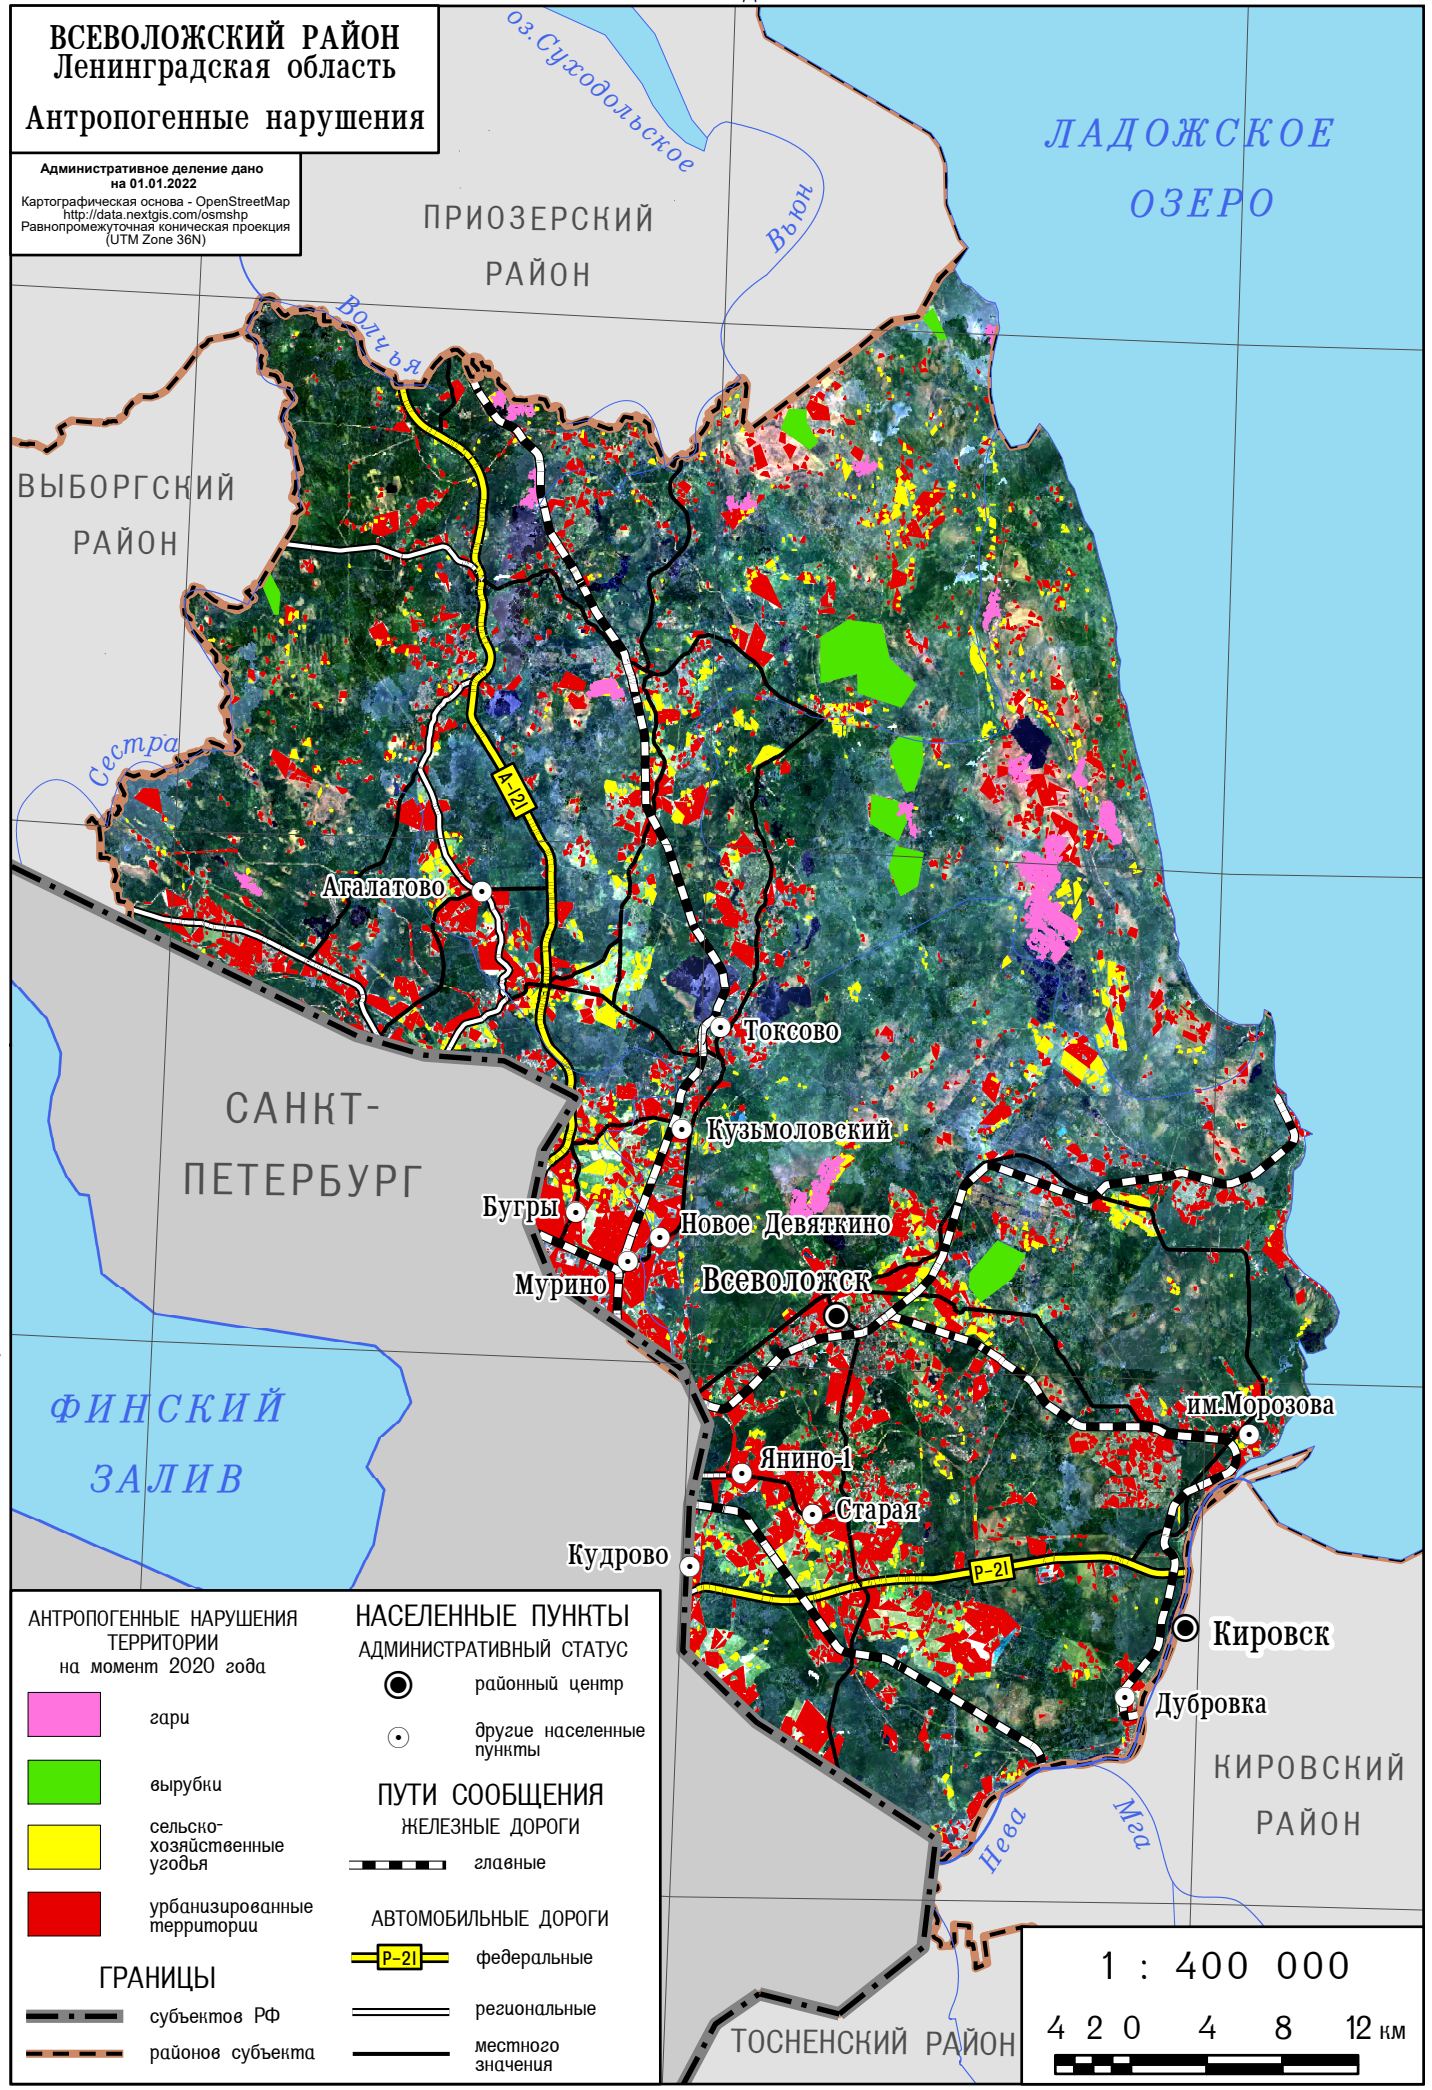 ВСЕВОЛОЖСКИЙ РАЙОН
Ленинградская область
Антропогенные нарушения
Административное деление дано
на 01.01.2022
Картографическая основа - OpenStreetMap
http://data.nextgis.com/osmshp
Равнопромежуточная коническая проекция
(UTM Zone 36N)
оз.Суходольское
ЛАДОЖСКОЕ
ОЗЕРО
ПРИОЗЕРСКИЙ
РАЙОН
Вьюн
Волчья
ВЫБОРГСКИЙ
РАЙОН
Сестра
А-121
Агалатово
Токсово
САНКТ-
ПЕТЕРБУРГ
Кузьмоловский
Бугры
Новое Девяткино
Мурино
Всеволожск
ФИНСКИЙ
ЗАЛИВ
им.Морозова
Янино-1
Старая
Кудрово
Р-21
Кировск
Дубровка
КИРОВСКИЙ
РАЙОН
Нева
Мга
ТОСНЕНСКИЙ РАЙОН
АНТРОПОГЕННЫЕ НАРУШЕНИЯ
ТЕРРИТОРИИ
на момент 2020 года
гари
вырубки
сельско-
хозяйственные
угодья
урбанизированные
территории
ГРАНИЦЫ
субъектов РФ
районов субъекта
НАСЕЛЕННЫЕ ПУНКТЫ
АДМИНИСТРАТИВНЫЙ СТАТУС
районный центр
другие населенные
пункты
ПУТИ СООБЩЕНИЯ
ЖЕЛЕЗНЫЕ ДОРОГИ
главные
АВТОМОБИЛЬНЫЕ ДОРОГИ
Р-21
федеральные
региональные
местного
значения
1 : 400 000
4 2 0 4 8 12 км